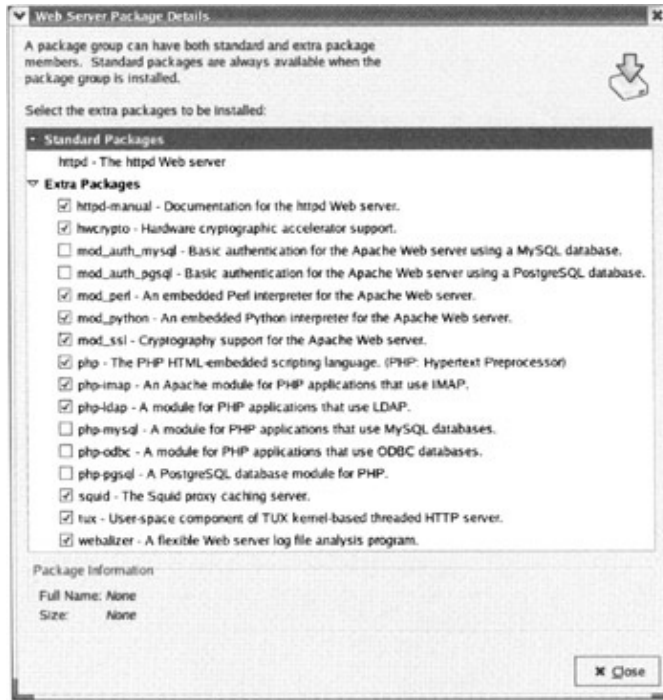 Web Server Package Details
A package group can have both standard and extra package
members. Standard packages are always available when the
package group is installed.
Select the extra packages to be installed:
Standard Packages
httpd - The httpd Web server
Extra Packages
httpd-manual - Documentation for the httpd Web server.
hwcrypto - Hardware cryptographic accelerator support.
mod_auth_mysql - Basic authentication for the Apache Web server using a MySQL database.
mod_auth_pgsql - Basic authentication for the Apache Web server using a PostgreSQL database.
mod_perl - An embedded Perl interpreter for the Apache Web server.
mod_python - An embedded Python interpreter for the Apache Web server.
mod_ssl - Cryptography support for the Apache Web server.
php - The PHP HTML-embedded scripting language. (PHP: Hypertext Preprocessor)
php-imap - An Apache module for PHP applications that use IMAP.
php-ldap - A module for PHP applications that use LDAP.
php-mysql - A module for PHP applications that use MySQL databases.
php-odbc - A module for PHP applications that use ODBC databases.
php-pgsql - A PostgreSQL database module for PHP.
squid - The Squid proxy caching server.
tux - User-space component of TUX kernel-based threaded HTTP server.
webalizer - A flexible Web server log file analysis program.
Package Information
Full Name: None
Size: None
Close